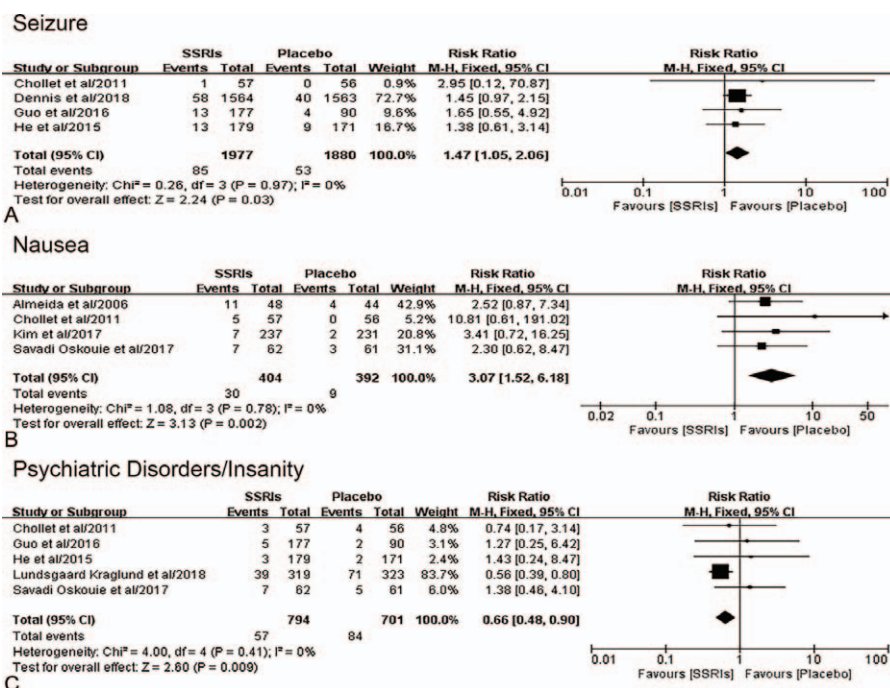 Seizure
SSRIs Placebo Risk Ratio Risk Ratio
Study or Subgroup Events Total Events Total Weight M-H, Fixed, 95% CI M-H, Fixed, 95% CI
Chollet et al/2011 1 57 0 56 0.9% 2.95 [0.12, 70.87]
Dennis et al/2018 58 1564 40 1563 72.7% 1.45 [0.97, 2.15]
Guo et al/2016 13 177 4 90 9.6% 1.65 [0.55, 4.92]
He et al/2015 13 179 9 171 16.7% 1.38 [0.61, 3.14]
Total (95% CI) 1977 1880 100.0% 1.47 [1.05, 2.06]
Total events 85 53
Heterogeneity: Chi² = 0.26, df = 3 (P = 0.97); I² = 0%
Test for overall effect: Z = 2.24 (P = 0.03)
0.01 0.1 1 10 100
Favours [SSRIs] Favours [Placebo]
A
Nausea
SSRIs Placebo Risk Ratio Risk Ratio
Study or Subgroup Events Total Events Total Weight M-H, Fixed, 95% CI M-H, Fixed, 95% CI
Almeida et al/2006 11 48 4 44 42.9% 2.52 [0.87, 7.34]
Chollet et al/2011 5 57 0 56 5.2% 10.81 [0.61, 191.02]
Kim et al/2017 7 237 2 231 20.8% 3.41 [0.72, 16.25]
Savadi Oskouie et al/2017 7 62 3 61 31.1% 2.30 [0.62, 8.47]
Total (95% CI) 404 392 100.0% 3.07 [1.52, 6.18]
Total events 30 9
Heterogeneity: Chi² = 1.08, df = 3 (P = 0.78); I² = 0%
Test for overall effect: Z = 3.13 (P = 0.002)
0.02 0.1 1 10 50
Favours [SSRIs] Favours [Placebo]
B
Psychiatric Disorders/Insanity
SSRIs Placebo Risk Ratio Risk Ratio
Study or Subgroup Events Total Events Total Weight M-H, Fixed, 95% CI M-H, Fixed, 95% CI
Chollet et al/2011 3 57 4 56 4.8% 0.74 [0.17, 3.14]
Guo et al/2016 5 177 2 90 3.1% 1.27 [0.25, 6.42]
He et al/2015 3 179 2 171 2.4% 1.43 [0.24, 8.47]
Lundsgaard Kraglund et al/2018 39 319 71 323 83.7% 0.56 [0.39, 0.80]
Savadi Oskouie et al/2017 7 62 5 61 6.0% 1.38 [0.46, 4.10]
Total (95% CI) 794 701 100.0% 0.66 [0.48, 0.90]
Total events 57 84
Heterogeneity: Chi² = 4.00, df = 4 (P = 0.41); I² = 0%
Test for overall effect: Z = 2.60 (P = 0.009)
0.01 0.1 1 10 100
Favours [SSRIs] Favours [Placebo]
C